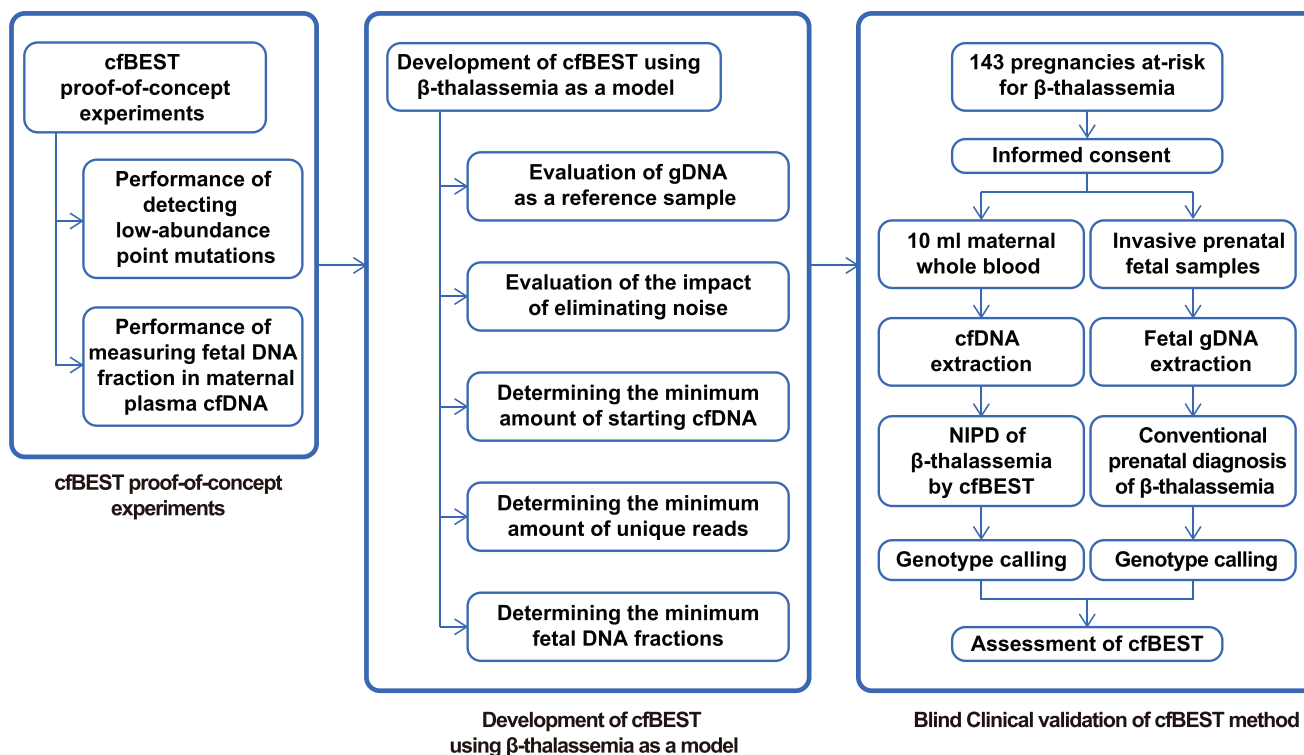 cfBEST
proof-of-concept
experiments
Performance of
detecting
low-abundance
point mutations
Performance of
measuring fetal DNA
fraction in maternal
plasma cfDNA
cfBEST proof-of-concept
experiments
Development of cfBEST using
β-thalassemia as a model
Evaluation of gDNA
as a reference sample
Evaluation of the impact
of eliminating noise
Determining the minimum
amount of starting cfDNA
Determining the minimum
amount of unique reads
Determining the minimum
fetal DNA fractions
Development of cfBEST
using β-thalassemia as a model
143 pregnancies at-risk
for β-thalassemia
Informed consent
10 ml maternal
whole blood
Invasive prenatal
fetal samples
cfDNA
extraction
Fetal gDNA
extraction
NIPD of
β-thalassemia
by cfBEST
Conventional
prenatal diagnosis
of β-thalassemia
Genotype calling
Genotype calling
Assessment of cfBEST
Blind Clinical validation of cfBEST method